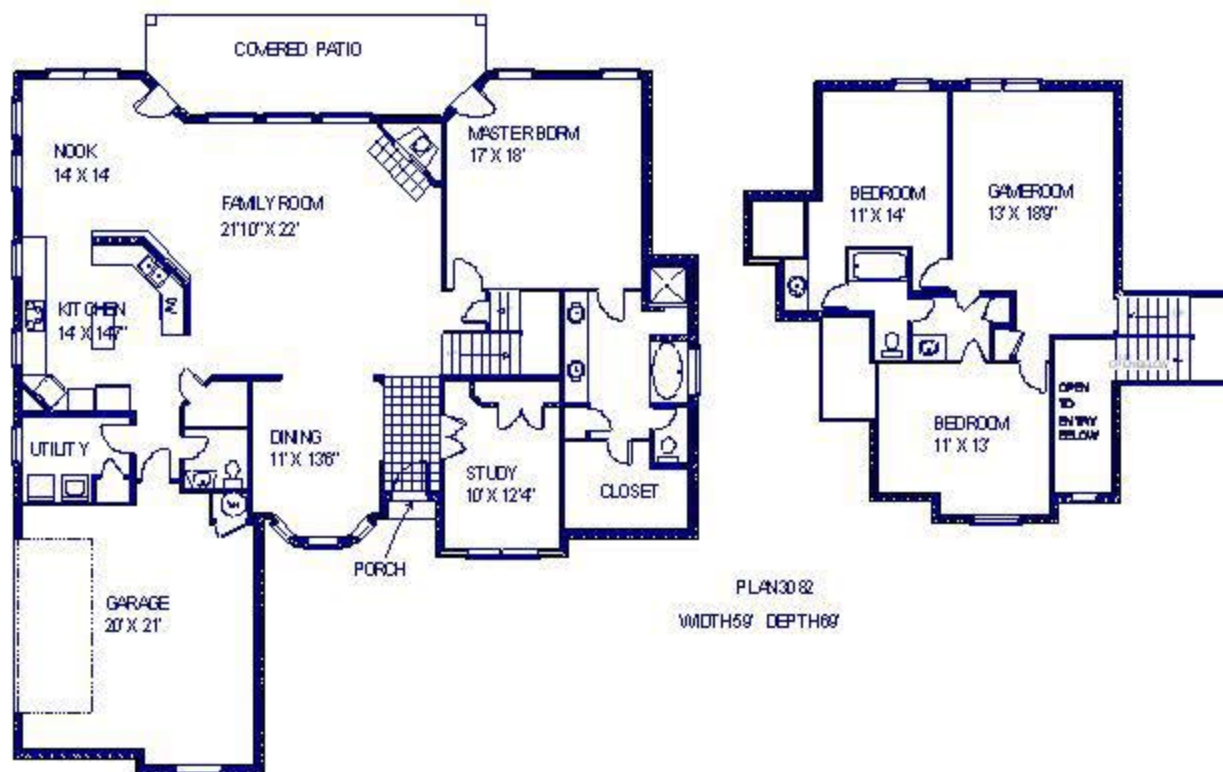 COVERED PATIO
NOOK
14' X 14'
FAMILY ROOM
21'10" X 22'
MASTER BDRM
17' X 18'
KITCHEN
14' X 14'7"
UTILITY
DINING
11' X 13'6"
STUDY
10' X 12'4"
CLOSET
PORCH
GARAGE
20' X 21'
BEDROOM
11' X 14'
GAMEROOM
13' X 18'9"
BEDROOM
11' X 13'
OPEN
TO
ENTRY
BELOW
OPEN BELOW
PLAN 3082
WIDTH 59' DEPTH 69'